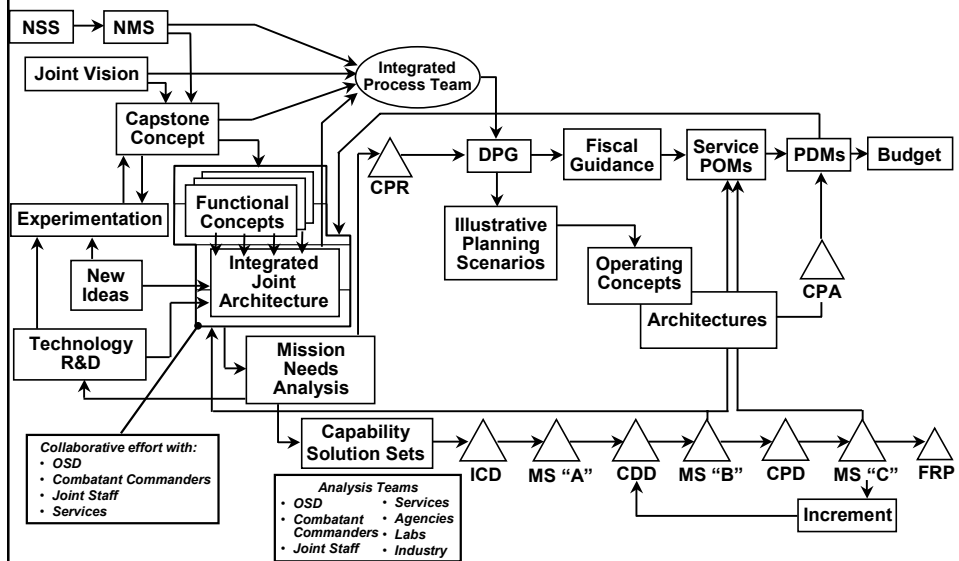 NSS
NMS
Joint Vision
Integrated
Process Team
Capstone
Concept
CPR
DPG
Fiscal
Guidance
Service
POMs
PDMs
Budget
Experimentation
Functional
Concepts
Illustrative
Planning
Scenarios
New
Ideas
Integrated
Joint
Architecture
Operating
Concepts
CPA
Architectures
Technology
R&D
Mission
Needs
Analysis
Capability
Solution Sets
ICD
MS “A”
CDD
MS “B”
CPD
MS “C”
FRP
Increment
Collaborative effort with:
• OSD
• Combatant Commanders
• Joint Staff
• Services
Analysis Teams
• OSD
• Combatant
Commanders
• Joint Staff
• Services
• Agencies
• Labs
• Industry